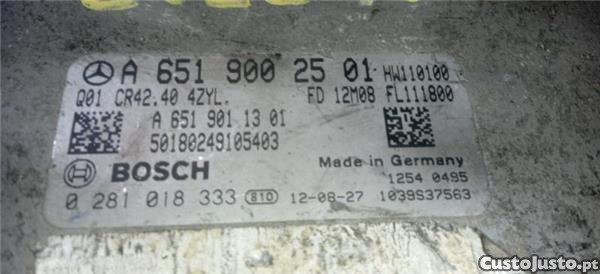 A 651 900 25 01 HW110100
Q01 CR42.40 4ZYL. FD 12M08 FL111800
A 651 901 13 01
50180249105403
BOSCH Made in Germany
1254 0495
0 281 018 333 810 12-08-27 1039S37563
CustoJusto.pt